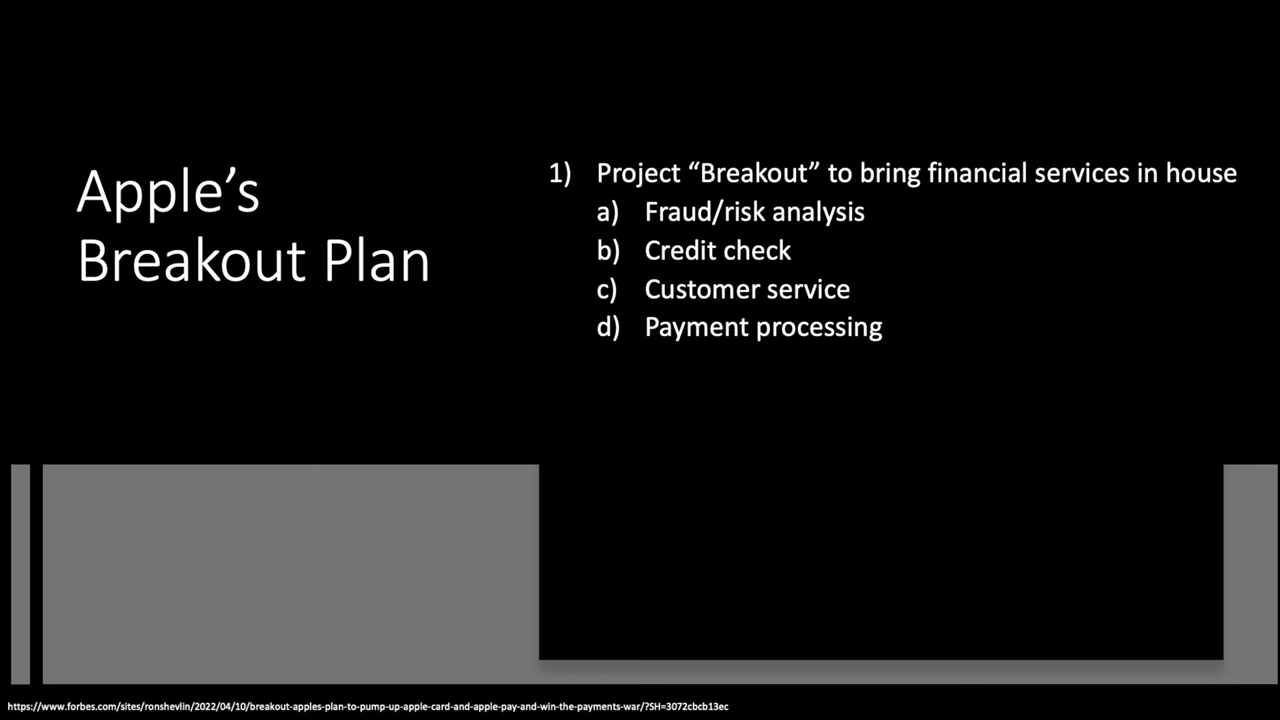 Apple’s
Breakout Plan
1) Project “Breakout” to bring financial services in house
a) Fraud/risk analysis
b) Credit check
c) Customer service
d) Payment processing
https://www.forbes.com/sites/ronshevlin/2022/04/10/breakout-apples-plan-to-pump-up-apple-card-and-apple-pay-and-win-the-payments-war/?SH=3072cbcb13ec